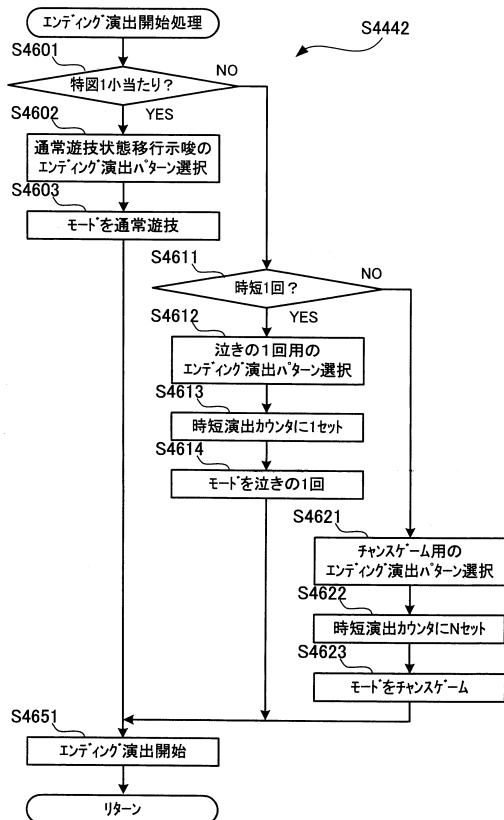 エンディング演出開始処理
S4442
S4601
特図1小当たり？
NO
YES
S4602
通常遊技状態移行示唆の
エンディング演出パターン選択
S4603
モードを通常遊技
S4611
時短1回？
NO
YES
S4612
泣きの1回用の
エンディング演出パターン選択
S4613
時短演出カウンタに1セット
S4614
モードを泣きの1回
S4621
チャンスゲーム用の
エンディング演出パターン選択
S4622
時短演出カウンタにNセット
S4623
モードをチャンスゲーム
S4651
エンディング演出開始
リターン